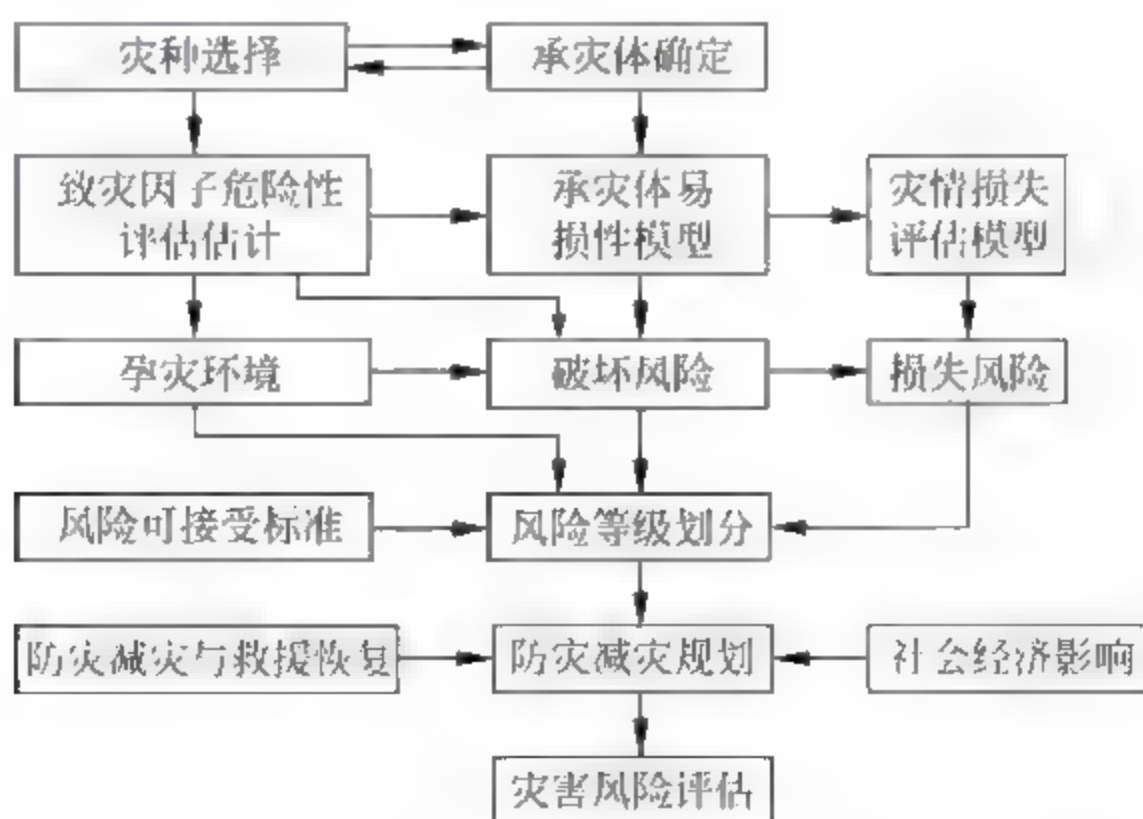 灾种选择
承灾体确定
致灾因子危险性
评估估计
承灾体易
损性模型
灾情损失
评估模型
孕灾环境
破坏风险
损失风险
风险可接受标准
风险等级划分
防灾减灾与救援恢复
防灾减灾规划
社会经济影响
灾害风险评估